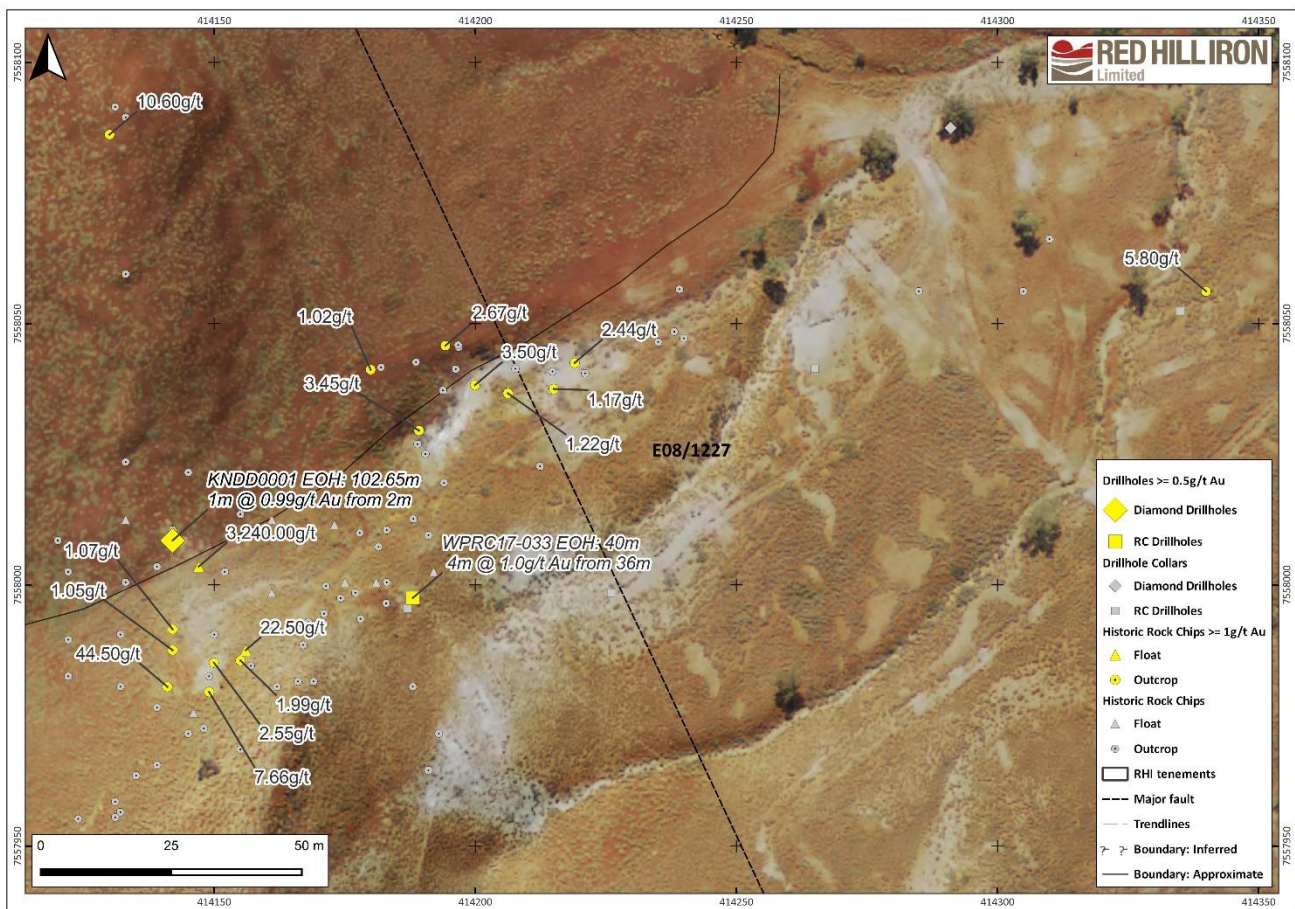 414150 414200 414250 414300 414350
7558100
7558100
RED HILL IRON
Limited
10.60g/t
5.80g/t
7558050
7558050
2.67g/t
1.02g/t
2.44g/t
3.50g/t
3.45g/t
1.17g/t
1.22g/t
E08/1227
KNDD0001 EOH: 102.65m
1m @ 0.99g/t Au from 2m
3,240.00g/t
1.07g/t
WPRC17-033 EOH: 40m
4m @ 1.0g/t Au from 36m
1.05g/t
7558000
7558000
22.50g/t
44.50g/t
1.99g/t
2.55g/t
7.66g/t
Drillholes >= 0.5g/t Au
Diamond Drillholes
RC Drillholes
Drillhole Collars
Diamond Drillholes
RC Drillholes
Historic Rock Chips >= 1g/t Au
Float
Outcrop
Historic Rock Chips
Float
Outcrop
RHI tenements
Major fault
Trendlines
? ? Boundary: Inferred
Boundary: Approximate
7557950
7557950
0 25 50 m
414150 414200 414250 414300 414350